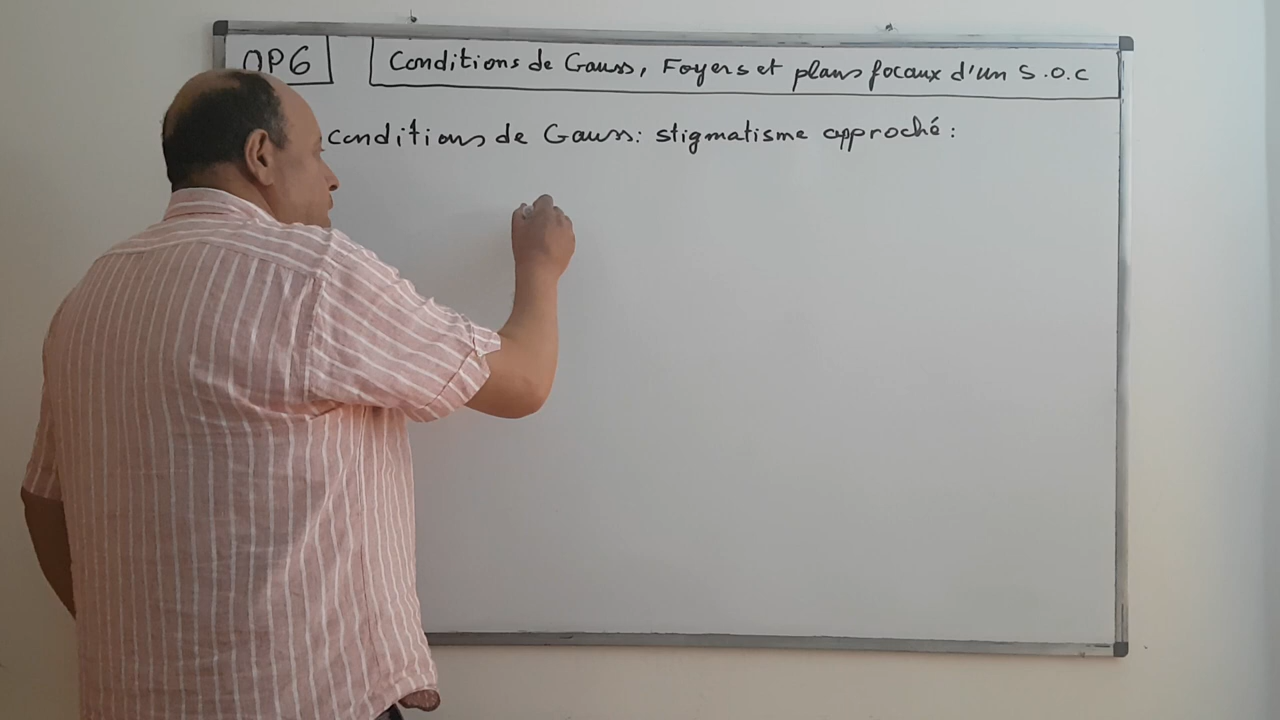 OP6
Conditions de Gauss, Foyers et plans focaux d'un S.O.C
conditions de Gauss: stigmatisme approché :